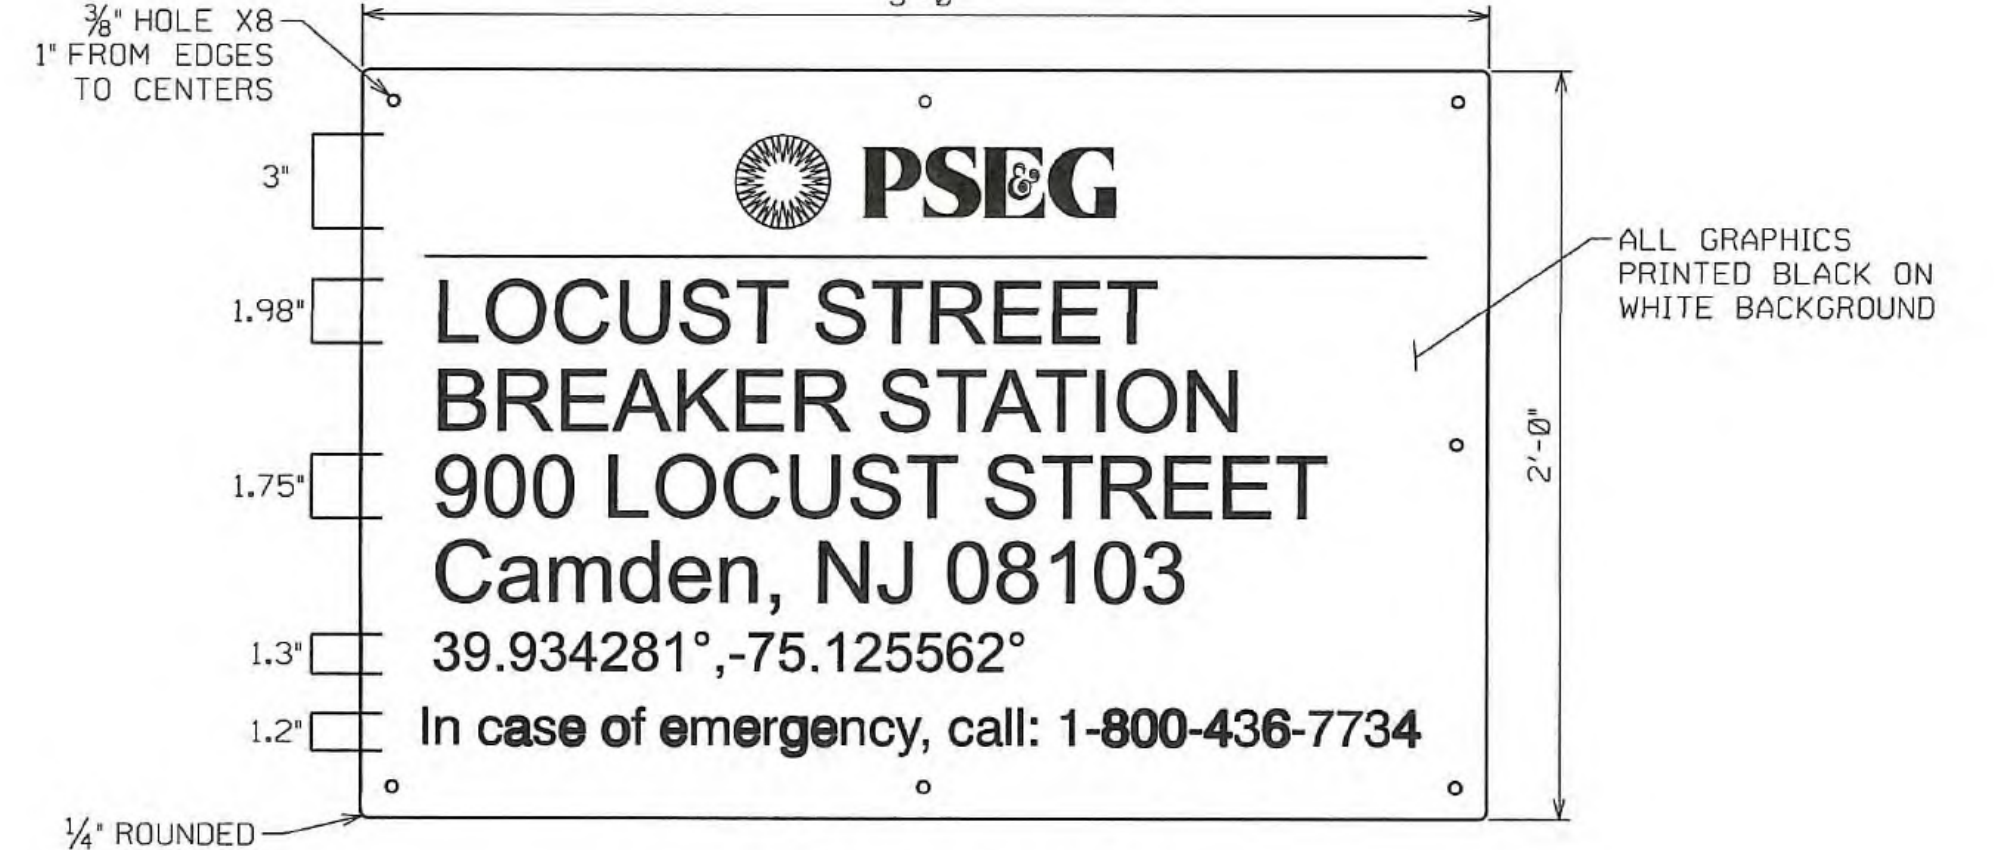 ⅜" HOLE X8
1" FROM EDGES
TO CENTERS
3"
PSE&G
ALL GRAPHICS
PRINTED BLACK ON
WHITE BACKGROUND
1.98"
LOCUST STREET
BREAKER STATION
2'-0"
1.75"
900 LOCUST STREET
Camden, NJ 08103
1.3"
39.934281°,-75.125562°
1.2"
In case of emergency, call: 1-800-436-7734
¼" ROUNDED